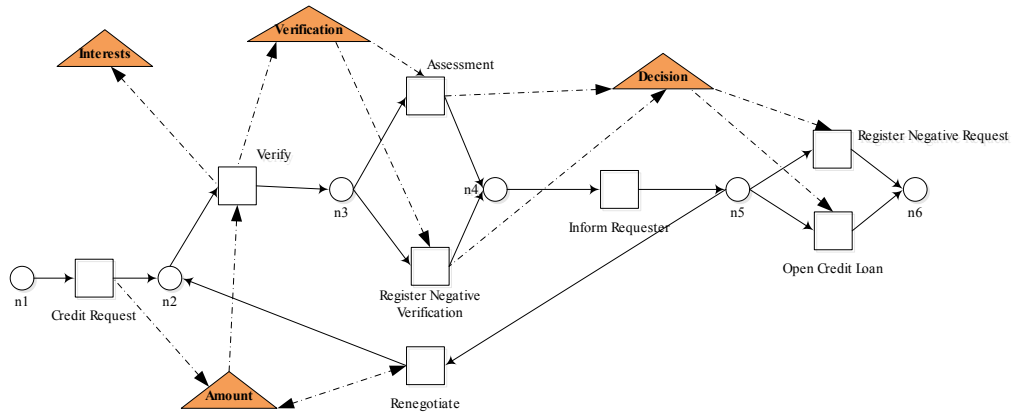 Verification
Interests
Assessment
Decision
Register Negative Request
Verify
n3
n4
n5
n6
Inform Requester
Open Credit Loan
n1
n2
Register Negative
Verification
Credit Request
Amount
Renegotiate